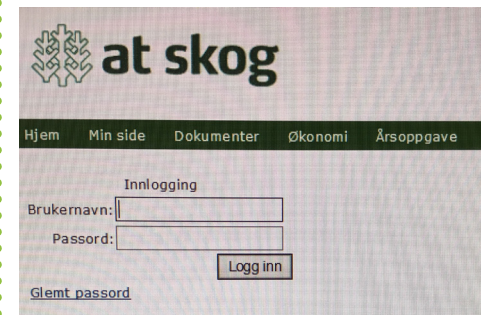 at skog
Hjem Min side Dokumenter Økonomi Årsoppgave
Innlogging
Brukernavn:
Passord:
Logg inn
Glemt passord